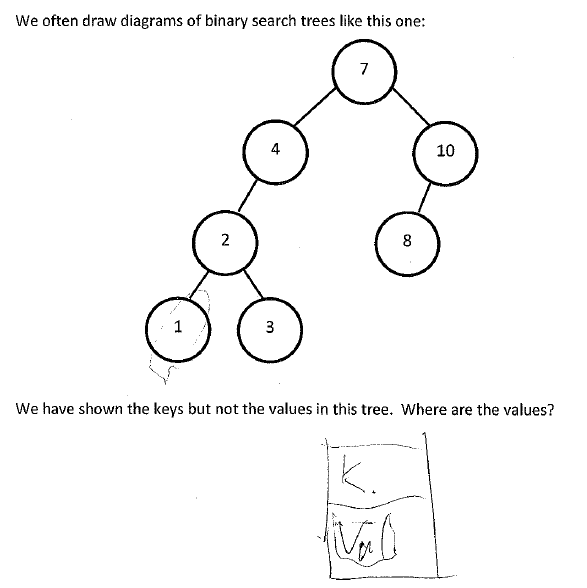 We often draw diagrams of binary search trees like this one:
7
4
10
2
8
1
3
We have shown the keys but not the values in this tree. Where are the values?
K.
Val